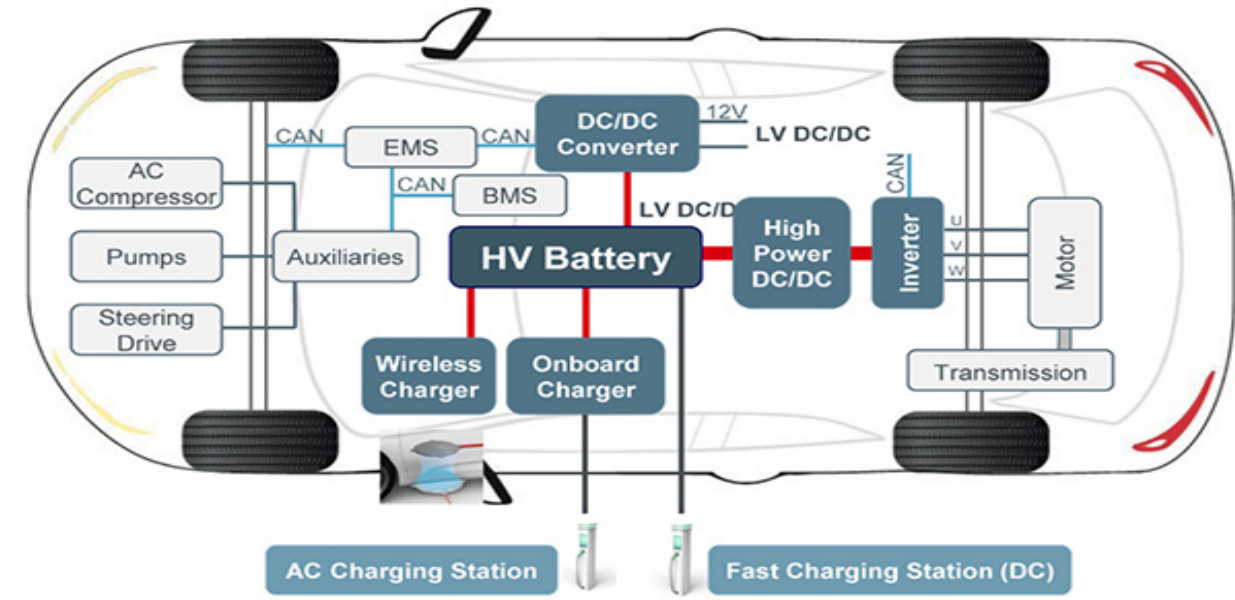 CAN
EMS
CAN
DC/DC
Converter
12V
LV DC/DC
AC
Compressor
CAN
BMS
CAN
LV DC/D
Pumps
Auxiliaries
HV Battery
High
Power
DC/DC
Inverter
U
V
W
Motor
Steering
Drive
Wireless
Charger
Onboard
Charger
Transmission
AC Charging Station
Fast Charging Station (DC)